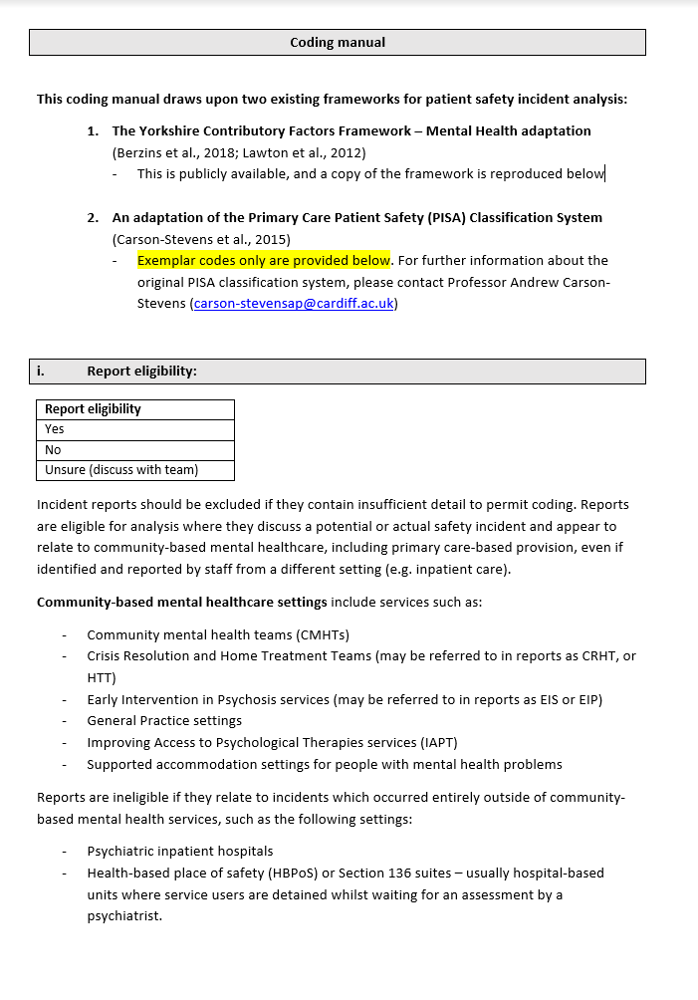 Coding manual
This coding manual draws upon two existing frameworks for patient safety incident analysis:
1. The Yorkshire Contributory Factors Framework – Mental Health adaptation
(Berzins et al., 2018; Lawton et al., 2012)
- This is publicly available, and a copy of the framework is reproduced below
2. An adaptation of the Primary Care Patient Safety (PISA) Classification System
(Carson-Stevens et al., 2015)
- Exemplar codes only are provided below. For further information about the
original PISA classification system, please contact Professor Andrew Carson-
Stevens (carson-stevensap@cardiff.ac.uk)
i. Report eligibility:
Report eligibility
Yes
No
Unsure (discuss with team)
Incident reports should be excluded if they contain insufficient detail to permit coding. Reports
are eligible for analysis where they discuss a potential or actual safety incident and appear to
relate to community-based mental healthcare, including primary care-based provision, even if
identified and reported by staff from a different setting (e.g. inpatient care).
Community-based mental healthcare settings include services such as:
- Community mental health teams (CMHTs)
- Crisis Resolution and Home Treatment Teams (may be referred to in reports as CRHT, or
HTT)
- Early Intervention in Psychosis services (may be referred to in reports as EIS or EIP)
- General Practice settings
- Improving Access to Psychological Therapies services (IAPT)
- Supported accommodation settings for people with mental health problems
Reports are ineligible if they relate to incidents which occurred entirely outside of community-
based mental health services, such as the following settings:
- Psychiatric inpatient hospitals
- Health-based place of safety (HBPoS) or Section 136 suites – usually hospital-based
units where service users are detained whilst waiting for an assessment by a
psychiatrist.